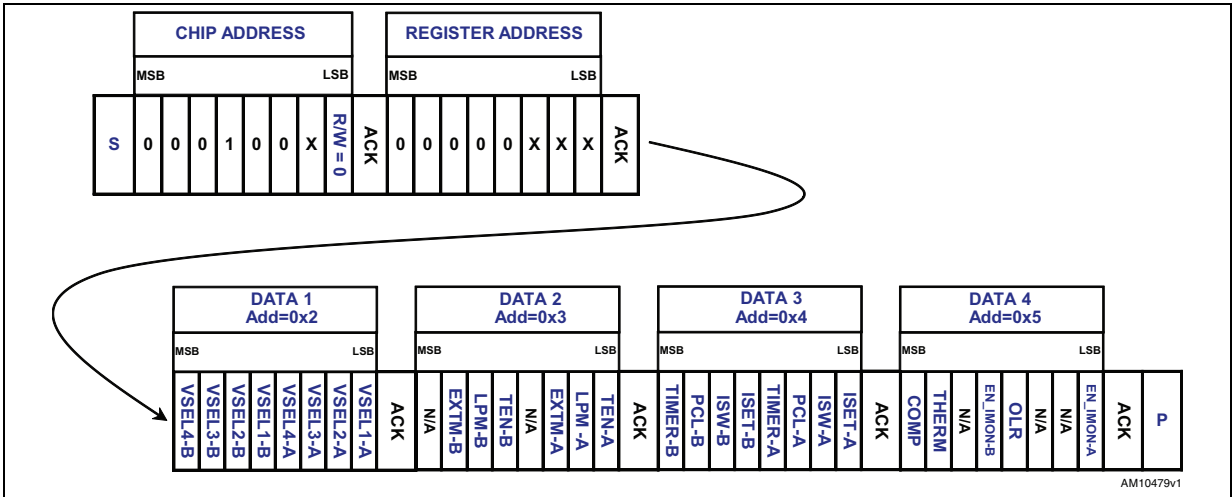 CHIP ADDRESS REGISTER ADDRESS
MSB LSB MSB LSB
S 0 0 0 1 0 0 X R/W = 0 ACK 0 0 0 0 0 X X X ACK
DATA 1 DATA 2 DATA 3 DATA 4
Add=0x2 Add=0x3 Add=0x4 Add=0x5
MSB LSB MSB LSB MSB LSB MSB LSB
VSEL4-B VSEL3-B VSEL2-B VSEL1-B VSEL4-A VSEL3-A VSEL2-A VSEL1-A ACK N/A EXTM-B LPM-B TEN-B N/A EXTM-A LPM -A TEN-A ACK TIMER-B PCL-B ISW-B ISET-B TIMER-A PCL-A ISW-A ISET-A ACK COMP THERM N/A EN_IMON-B OLR N/A N/A EN_IMON-A ACK P
AM10479v1